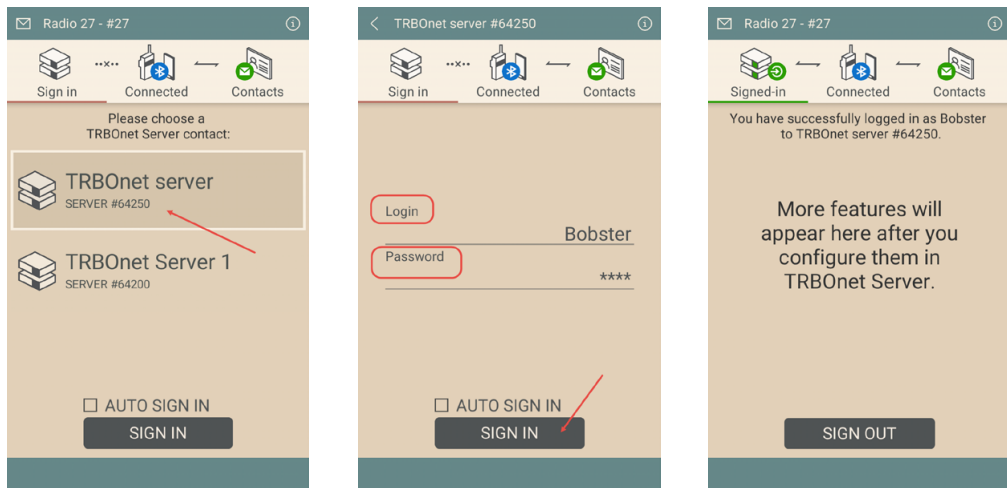 Radio 27 - #27
Sign in
Connected
Contacts
Please choose a
TRBOnet Server contact:
TRBOnet server
SERVER #64250
TRBOnet Server 1
SERVER #64200
AUTO SIGN IN
SIGN IN
TRBOnet server #64250
Sign in
Connected
Contacts
Login
Bobster
Password
****
AUTO SIGN IN
SIGN IN
Radio 27 - #27
Signed-in
Connected
Contacts
You have successfully logged in as Bobster
to TRBOnet server #64250.
More features will
appear here after you
configure them in
TRBOnet Server.
SIGN OUT